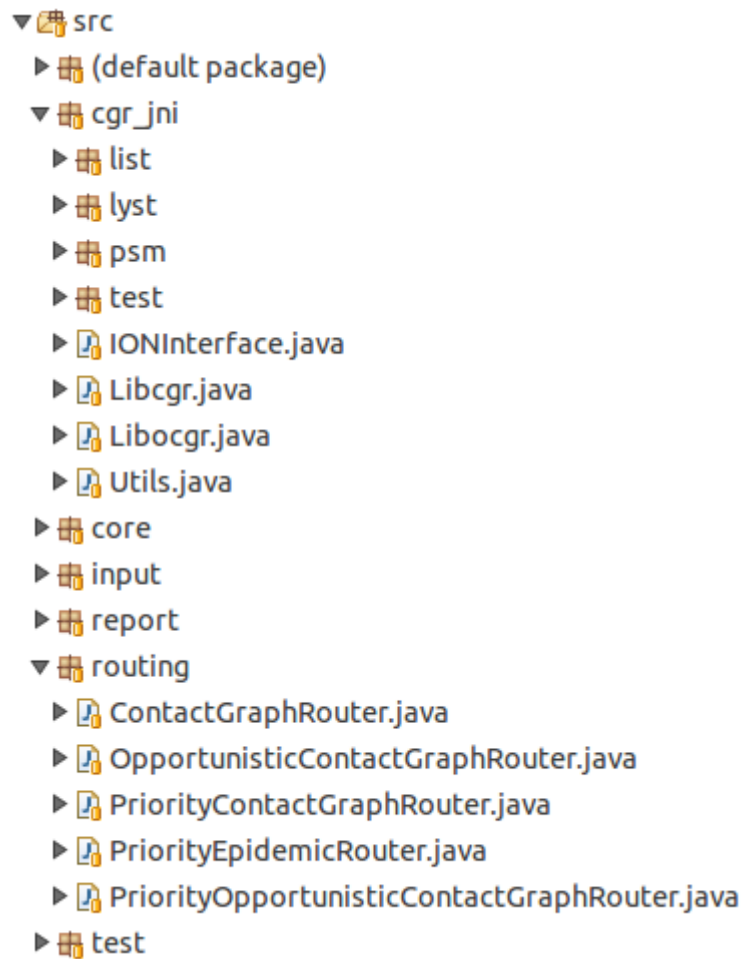 src
(default package)
cgr_jni
list
lyst
psm
test
IONInterface.java
Libcgr.java
Libocgr.java
Utils.java
core
input
report
routing
ContactGraphRouter.java
OpportunisticContactGraphRouter.java
PriorityContactGraphRouter.java
PriorityEpidemicRouter.java
PriorityOpportunisticContactGraphRouter.java
test